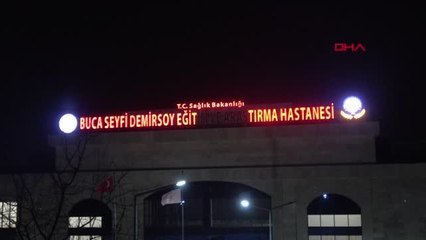 DHA
T.C. Sağlık Bakanlığı
BUCA SEYFİ DEMİRSOY EĞİT TIRMA HASTANESİ